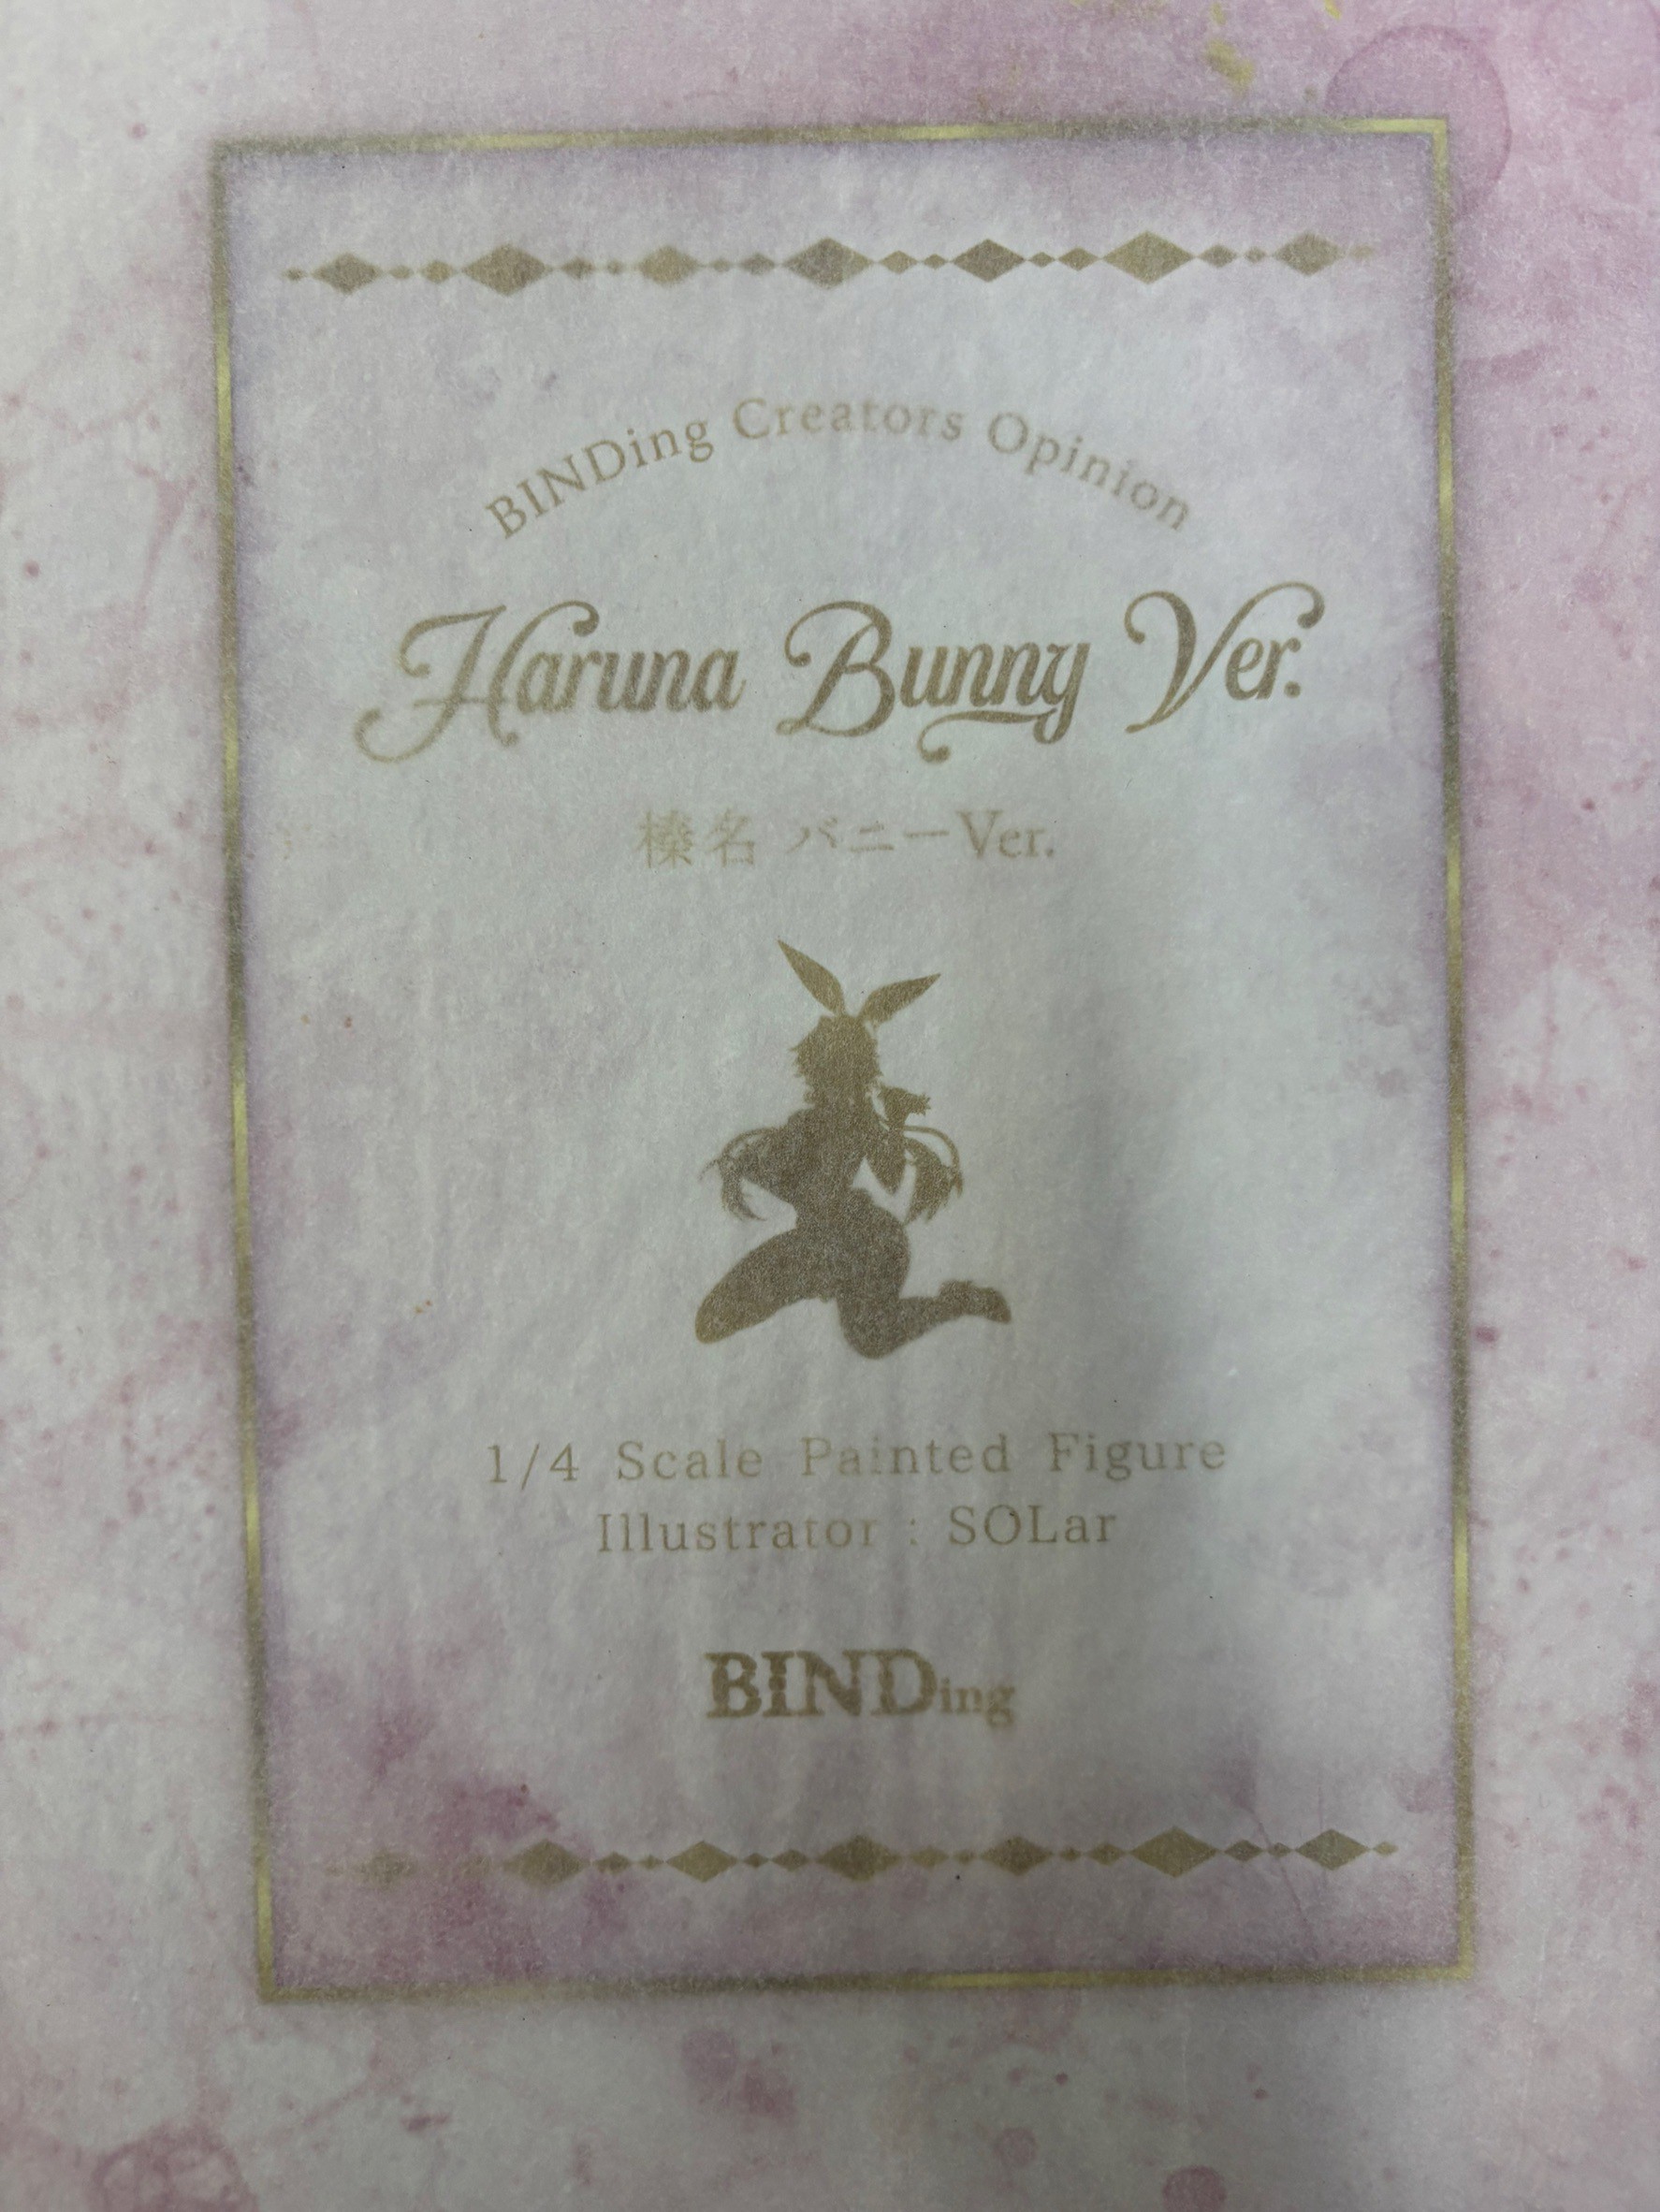 BINDing Creators Opinion
Haruna Bunny Ver.
榛名 バニーVer.
1/4 Scale Painted Figure
Illustrator : SOLar
BINDing